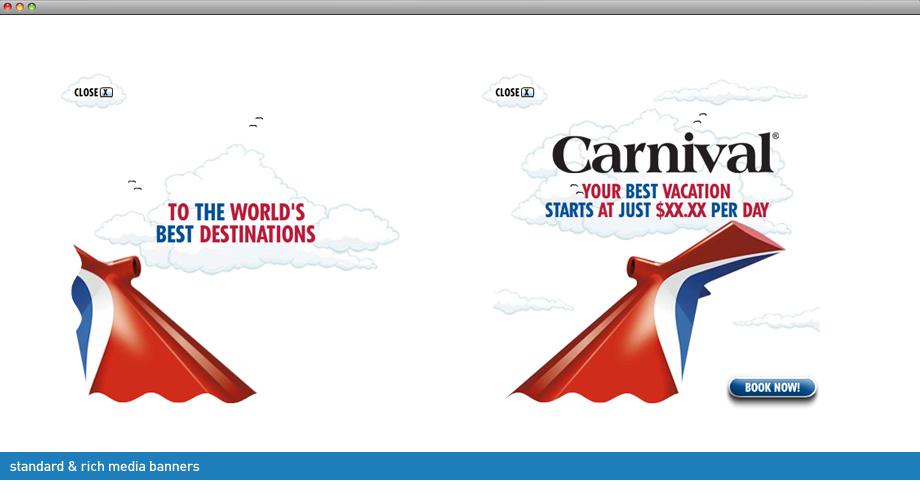 CLOSE X
TO THE WORLD'S
BEST DESTINATIONS
CLOSE X
Carnival®
YOUR BEST VACATION
STARTS AT JUST $XX.XX PER DAY
BOOK NOW!
standard & rich media banners